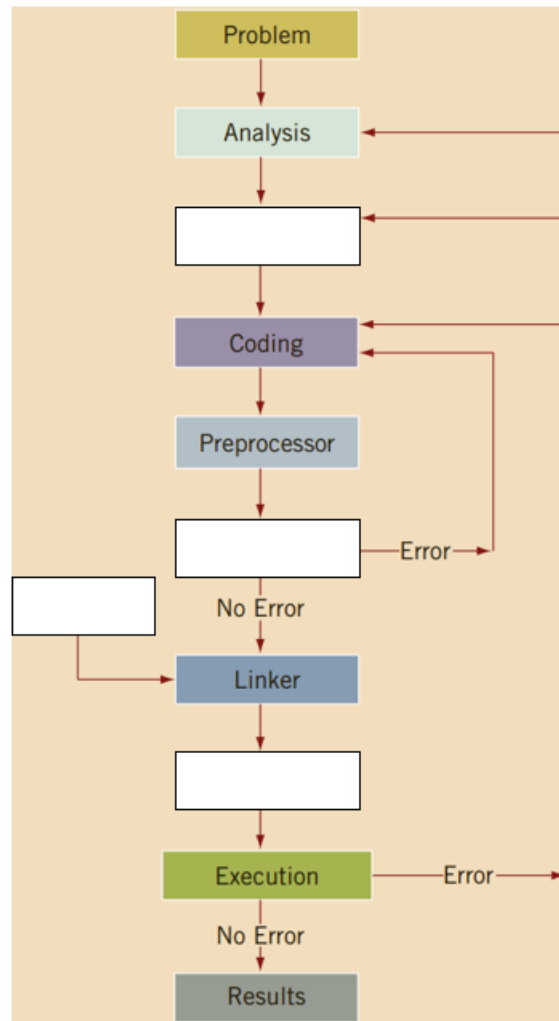 Problem
Analysis
Coding
Preprocessor
Error
No Error
Linker
Execution
Error
No Error
Results